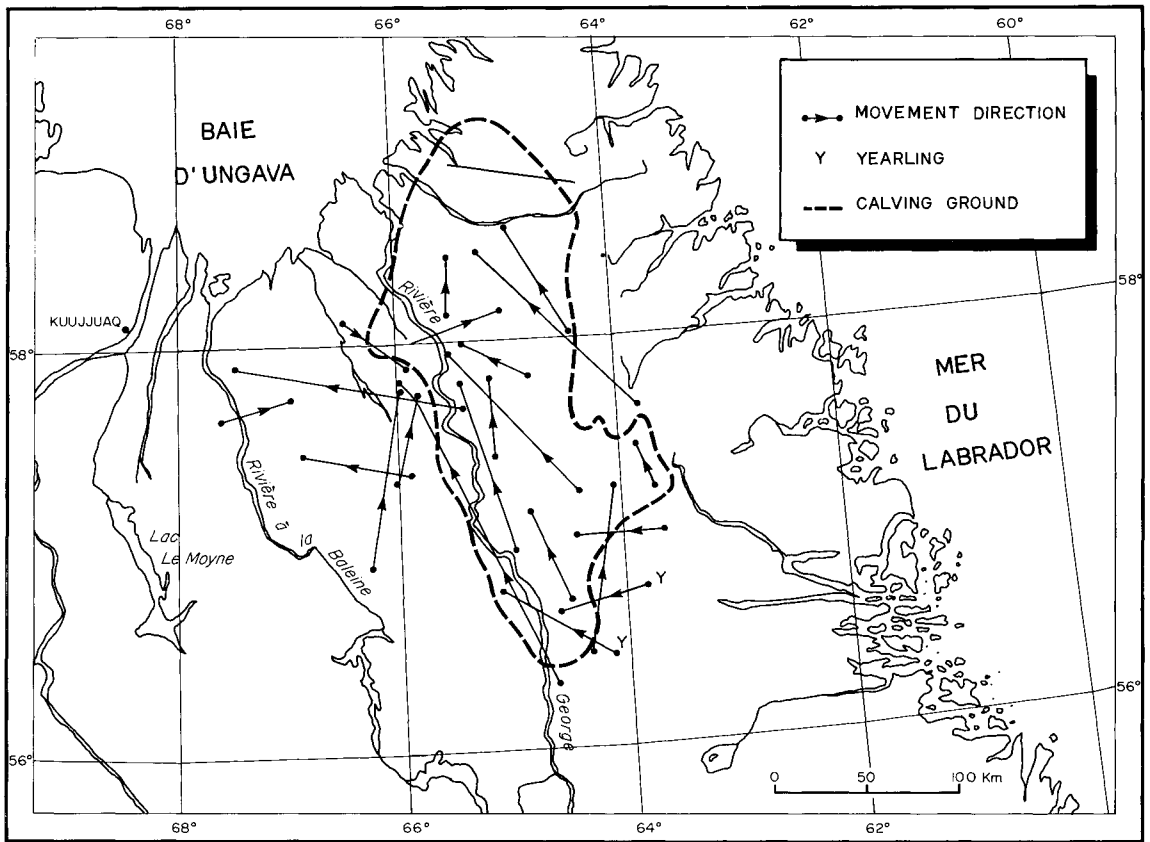 68°
66°
64°
62°
60°
BAIE
D'UNGAVA
MOVEMENT DIRECTION
Y YEARLING
CALVING GROUND
58°
Rivière
KUUJJUAQ
58°
MER
DU
LABRADOR
Rivière à
la
Baleine
Lac
Le Moyne
Y
Y
George
56°
56°
0 50 100 Km
68°
66°
64°
62°